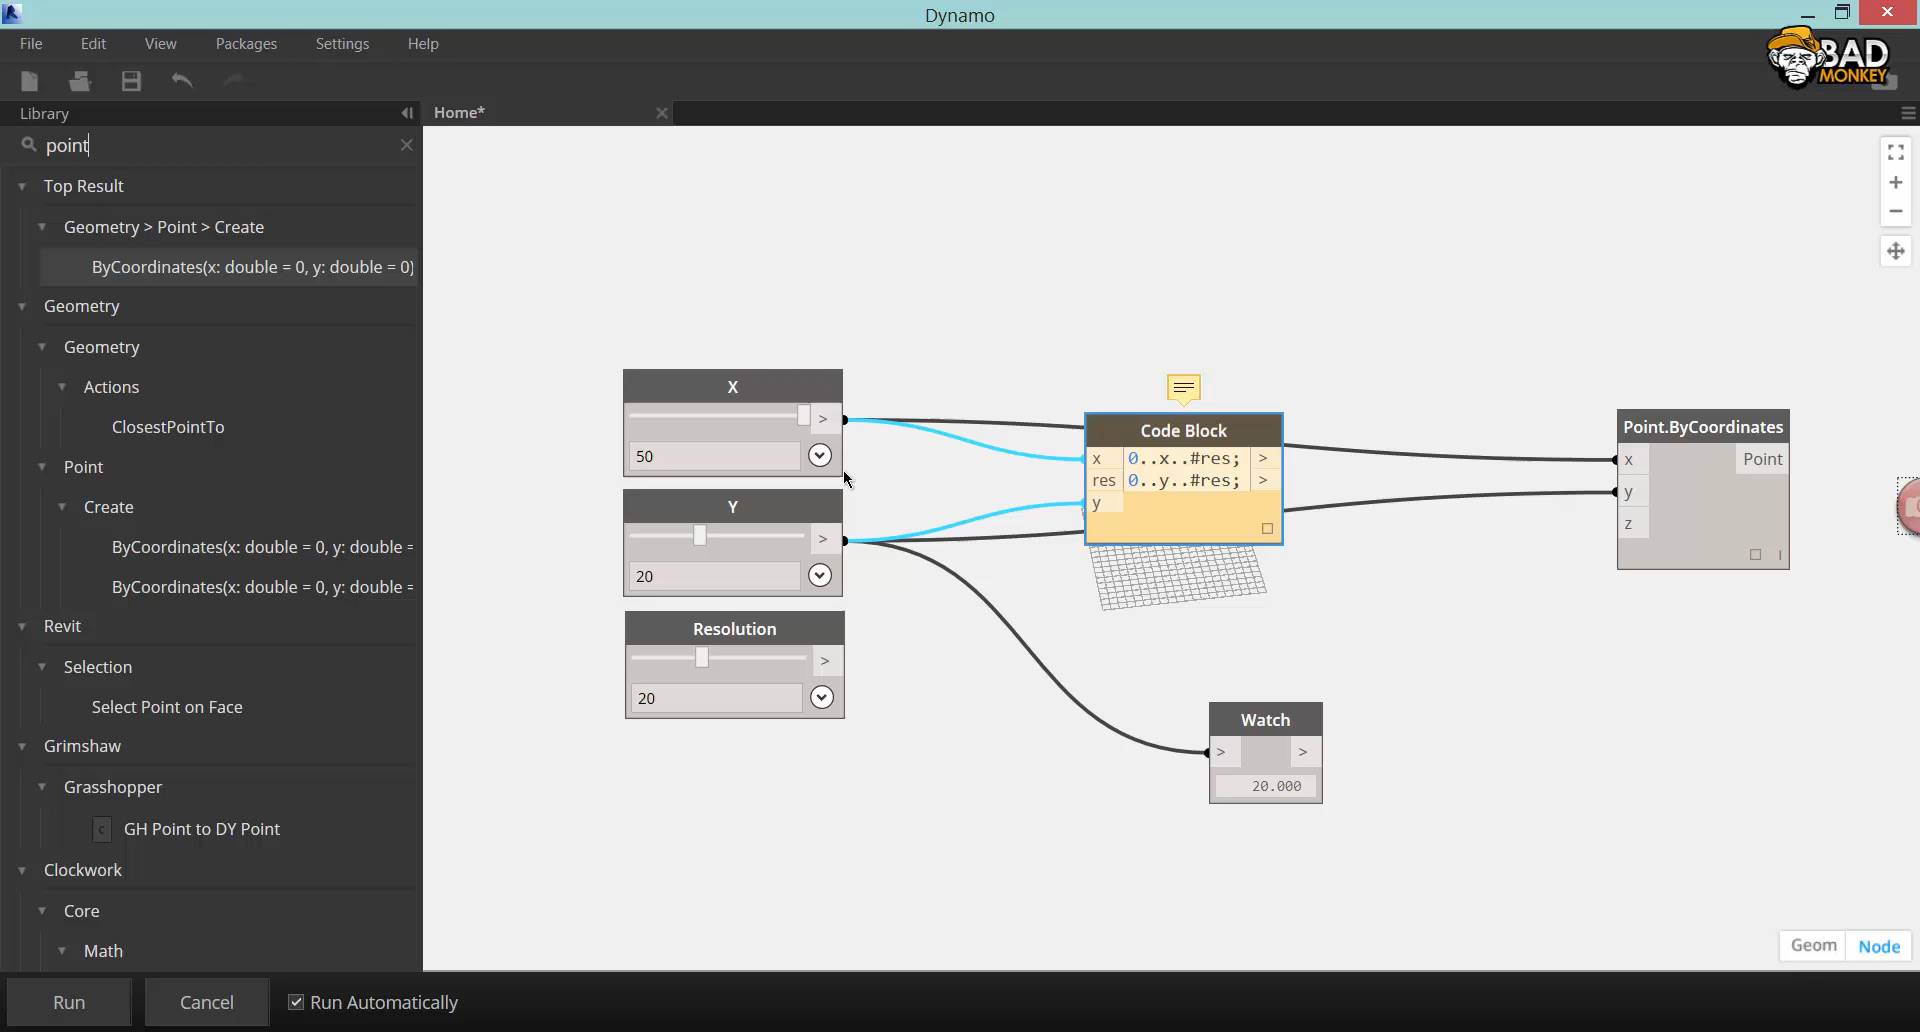 Dynamo
File Edit View Packages Settings Help
BAD
MONKEY
Library
Home*
point
Top Result
Geometry > Point > Create
ByCoordinates(x: double = 0, y: double = 0)
Geometry
Geometry
Actions
ClosestPointTo
Point
Create
ByCoordinates(x: double = 0, y: double =
ByCoordinates(x: double = 0, y: double =
Revit
Selection
Select Point on Face
Grimshaw
Grasshopper
c GH Point to DY Point
Clockwork
Core
Math
X
>
50
Y
>
20
Resolution
>
20
Code Block
x 0..x..#res; >
res 0..y..#res; >
y
Point.ByCoordinates
x Point
y
z
Watch
> >
20.000
Geom Node
Run Cancel Run Automatically